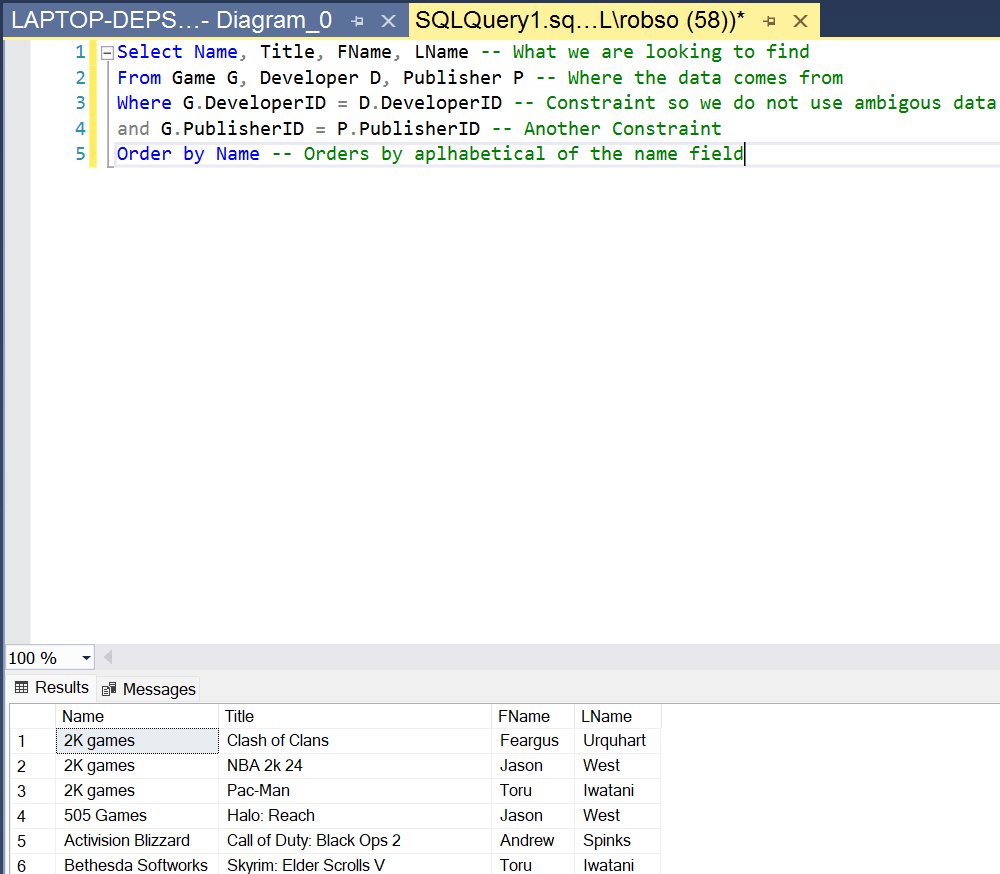 LAPTOP-DEPS...- Diagram_0 SQLQuery1.sq...L\robso (58))*
1 Select Name, Title, FName, LName -- What we are looking to find
2 From Game G, Developer D, Publisher P -- Where the data comes from
3 Where G.DeveloperID = D.DeveloperID -- Constraint so we do not use ambigous data
4 and G.PublisherID = P.PublisherID -- Another Constraint
5 Order by Name -- Orders by aplhabetical of the name field
100 %
Results Messages
Name Title FName LName
1 2K games Clash of Clans Feargus Urquhart
2 2K games NBA 2k 24 Jason West
3 2K games Pac-Man Toru Iwatani
4 505 Games Halo: Reach Jason West
5 Activision Blizzard Call of Duty: Black Ops 2 Andrew Spinks
6 Bethesda Softworks Skyrim: Elder Scrolls V Toru Iwatani